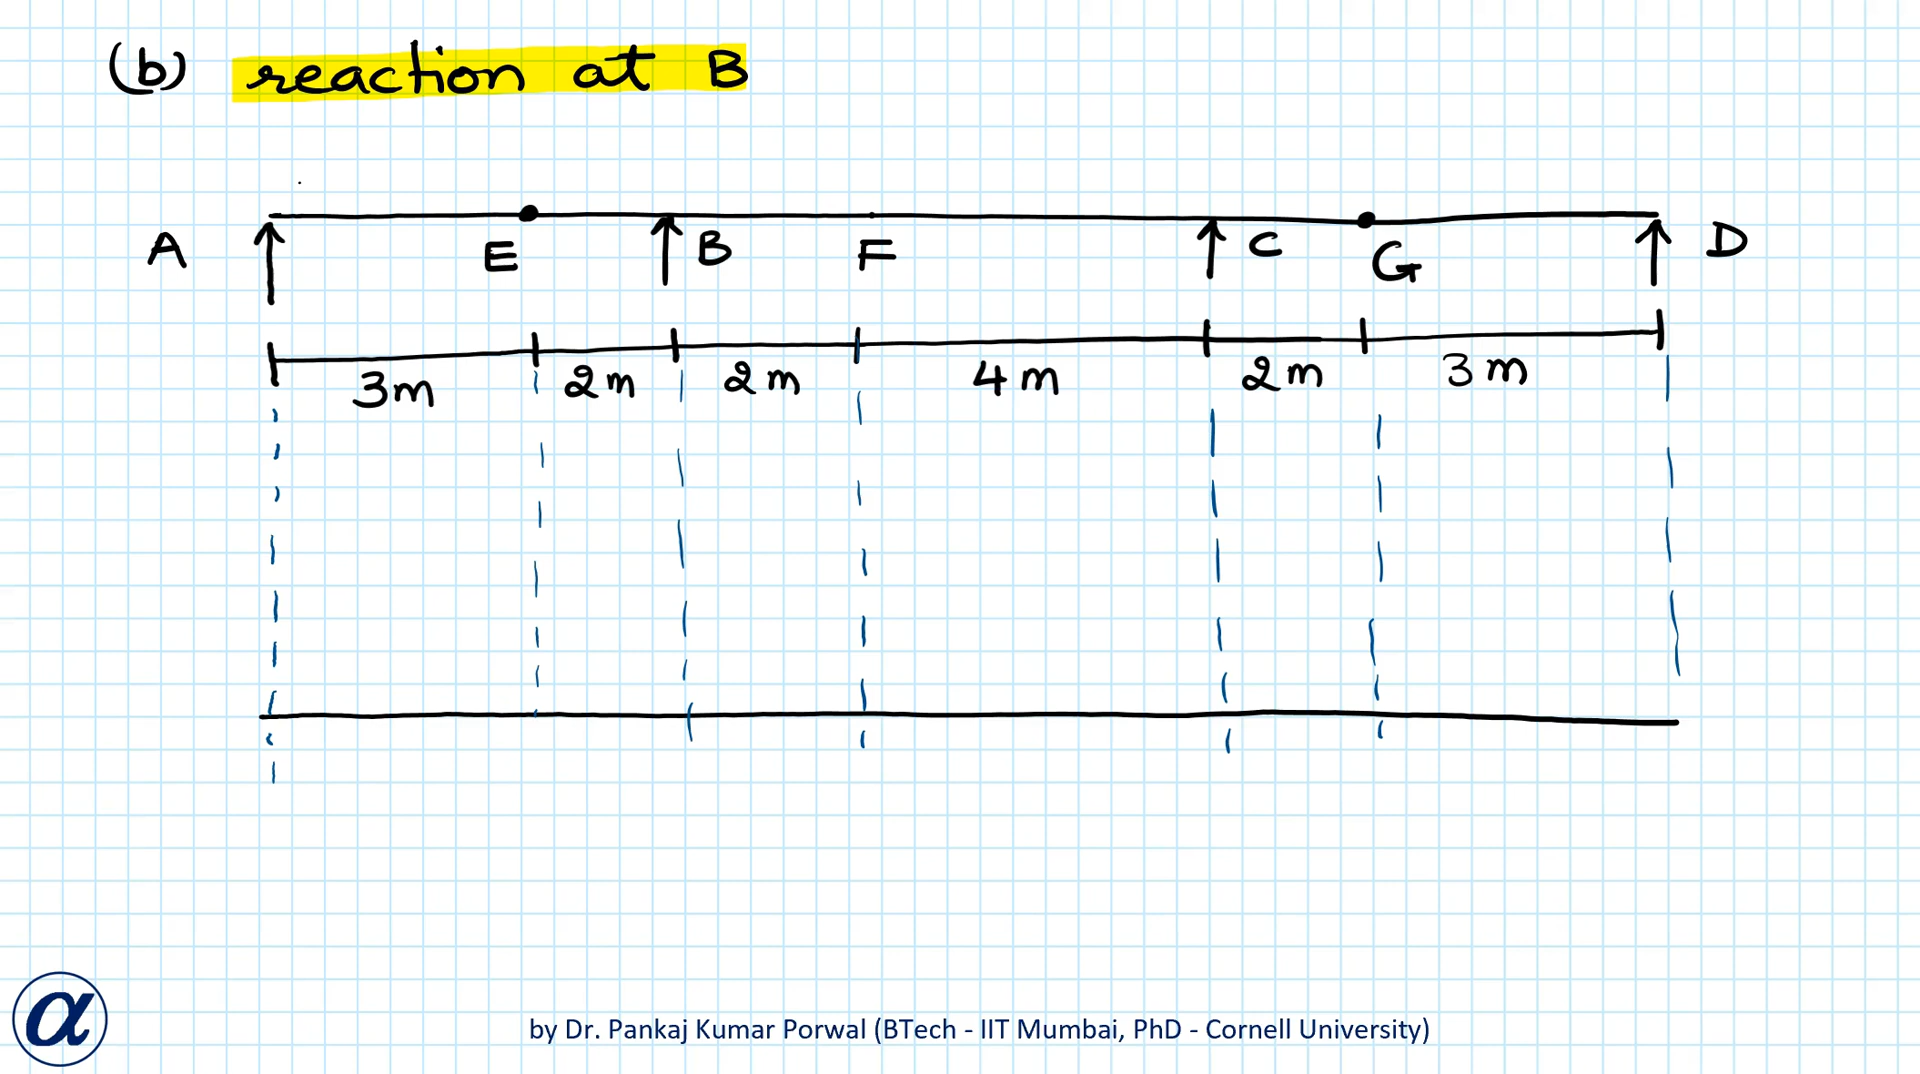 (b) reaction at B
A E B F C G D
3m 2m 2m 4m 2m 3m
α by Dr. Pankaj Kumar Porwal (BTech - IIT Mumbai, PhD - Cornell University)